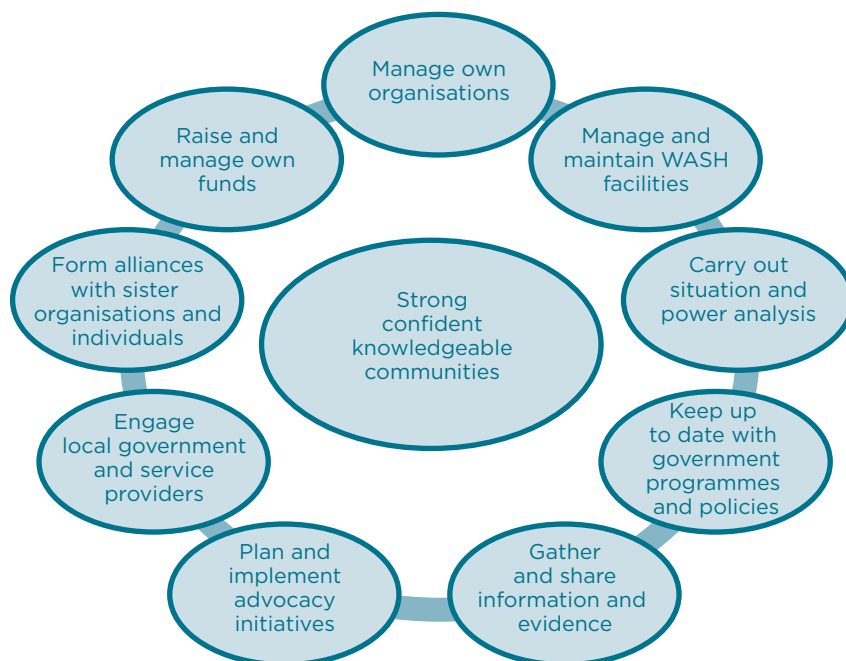 Manage own
organisations
Manage and
maintain WASH
facilities
Carry out
situation and
power analysis
Keep up
to date with
government
programmes
and policies
Gather
and share
information and
evidence
Plan and
implement
advocacy
initiatives
Engage
local government
and service
providers
Form alliances
with sister
organisations and
individuals
Raise and
manage own
funds
Strong
confident
knowledgeable
communities